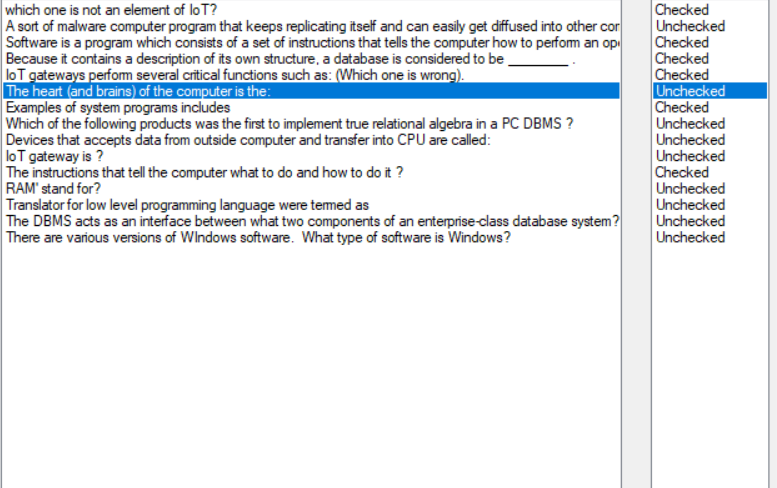 which one is not an element of IoT?
Checked
A sort of malware computer program that keeps replicating itself and can easily get diffused into other cor
Unchecked
Software is a program which consists of a set of instructions that tells the computer how to perform an op
Checked
Because it contains a description of its own structure, a database is considered to be ________ .
Checked
IoT gateways perform several critical functions such as: (Which one is wrong).
Checked
The heart (and brains) of the computer is the:
Unchecked
Examples of system programs includes
Checked
Which of the following products was the first to implement true relational algebra in a PC DBMS ?
Unchecked
Devices that accepts data from outside computer and transfer into CPU are called:
Unchecked
IoT gateway is ?
Unchecked
The instructions that tell the computer what to do and how to do it ?
Checked
RAM' stand for?
Unchecked
Translator for low level programming language were termed as
Unchecked
The DBMS acts as an interface between what two components of an enterprise-class database system?
Unchecked
There are various versions of WIndows software.  What type of software is Windows?
Unchecked